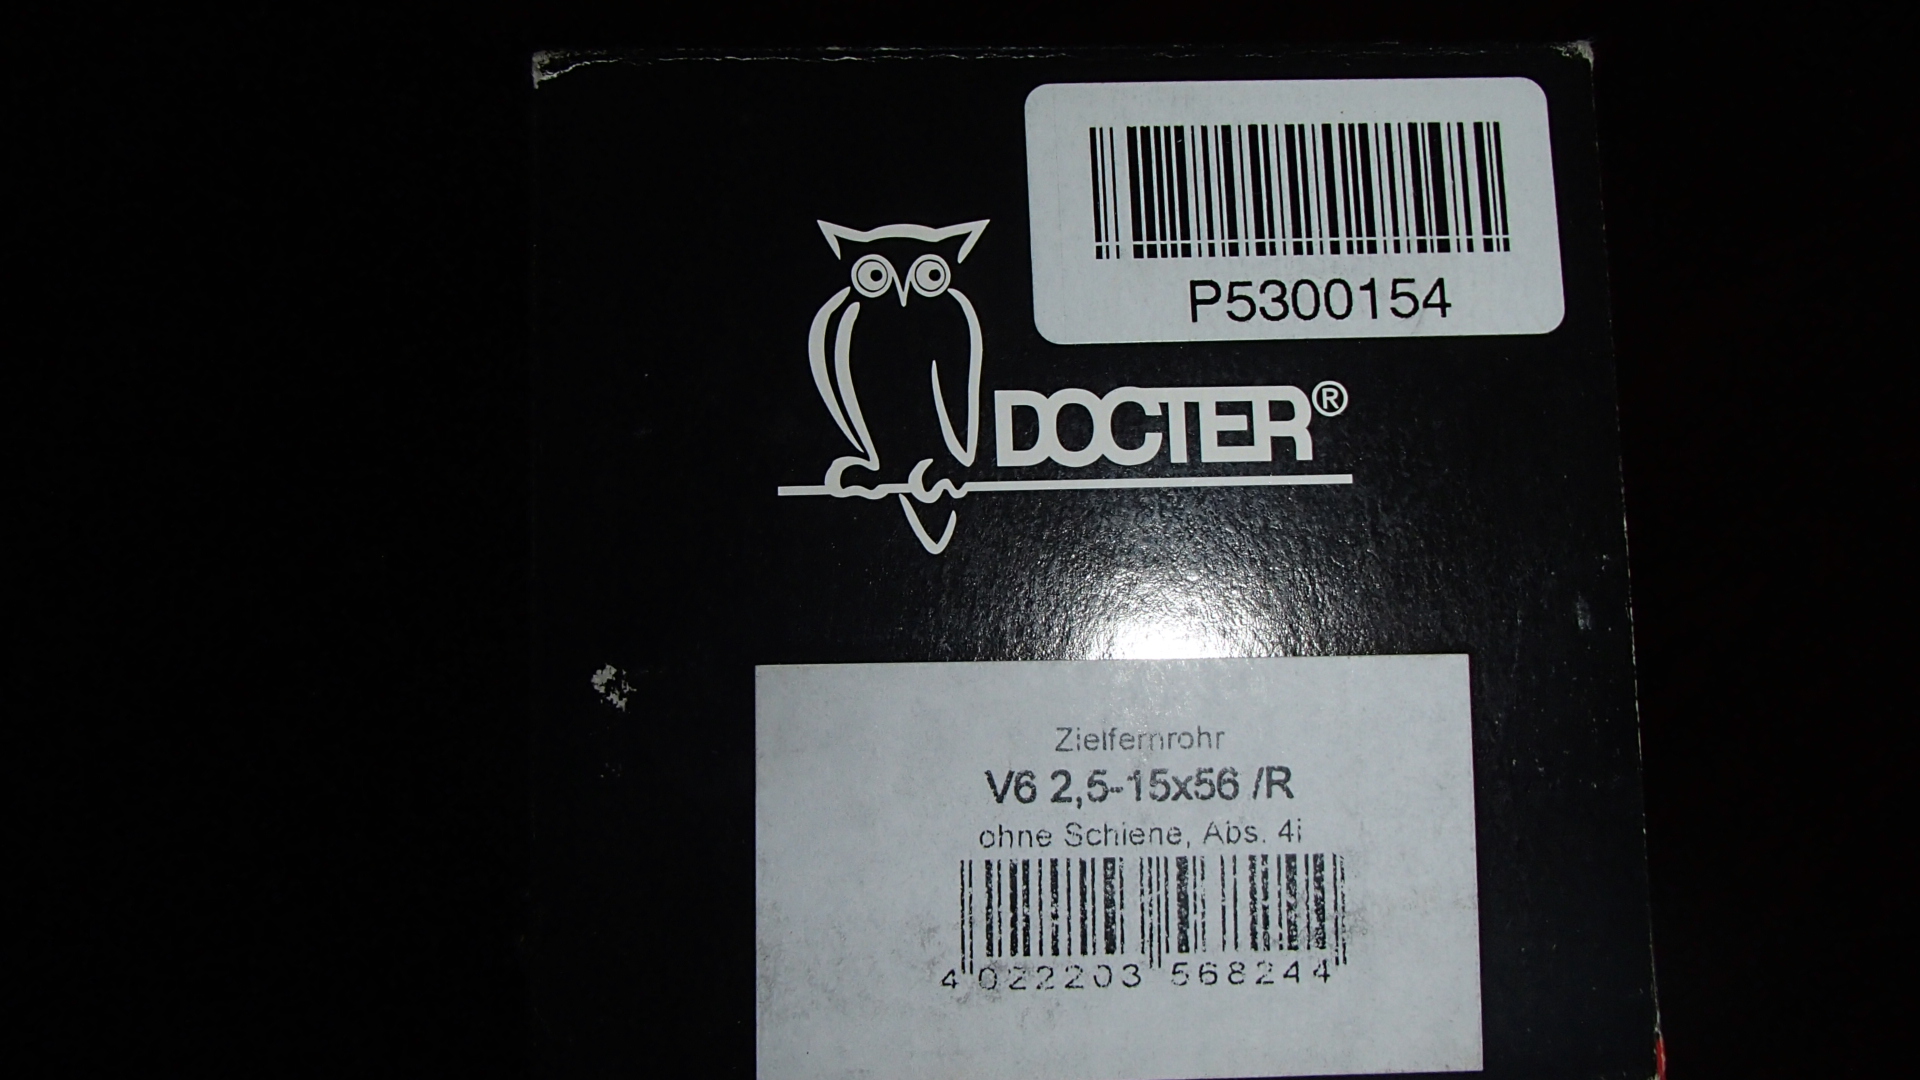 P5300154
DOCTER®
Zielfernrohr
V6 2,5-15x56 /R
ohne Schiene, Abs. 4i
4 022203 568244